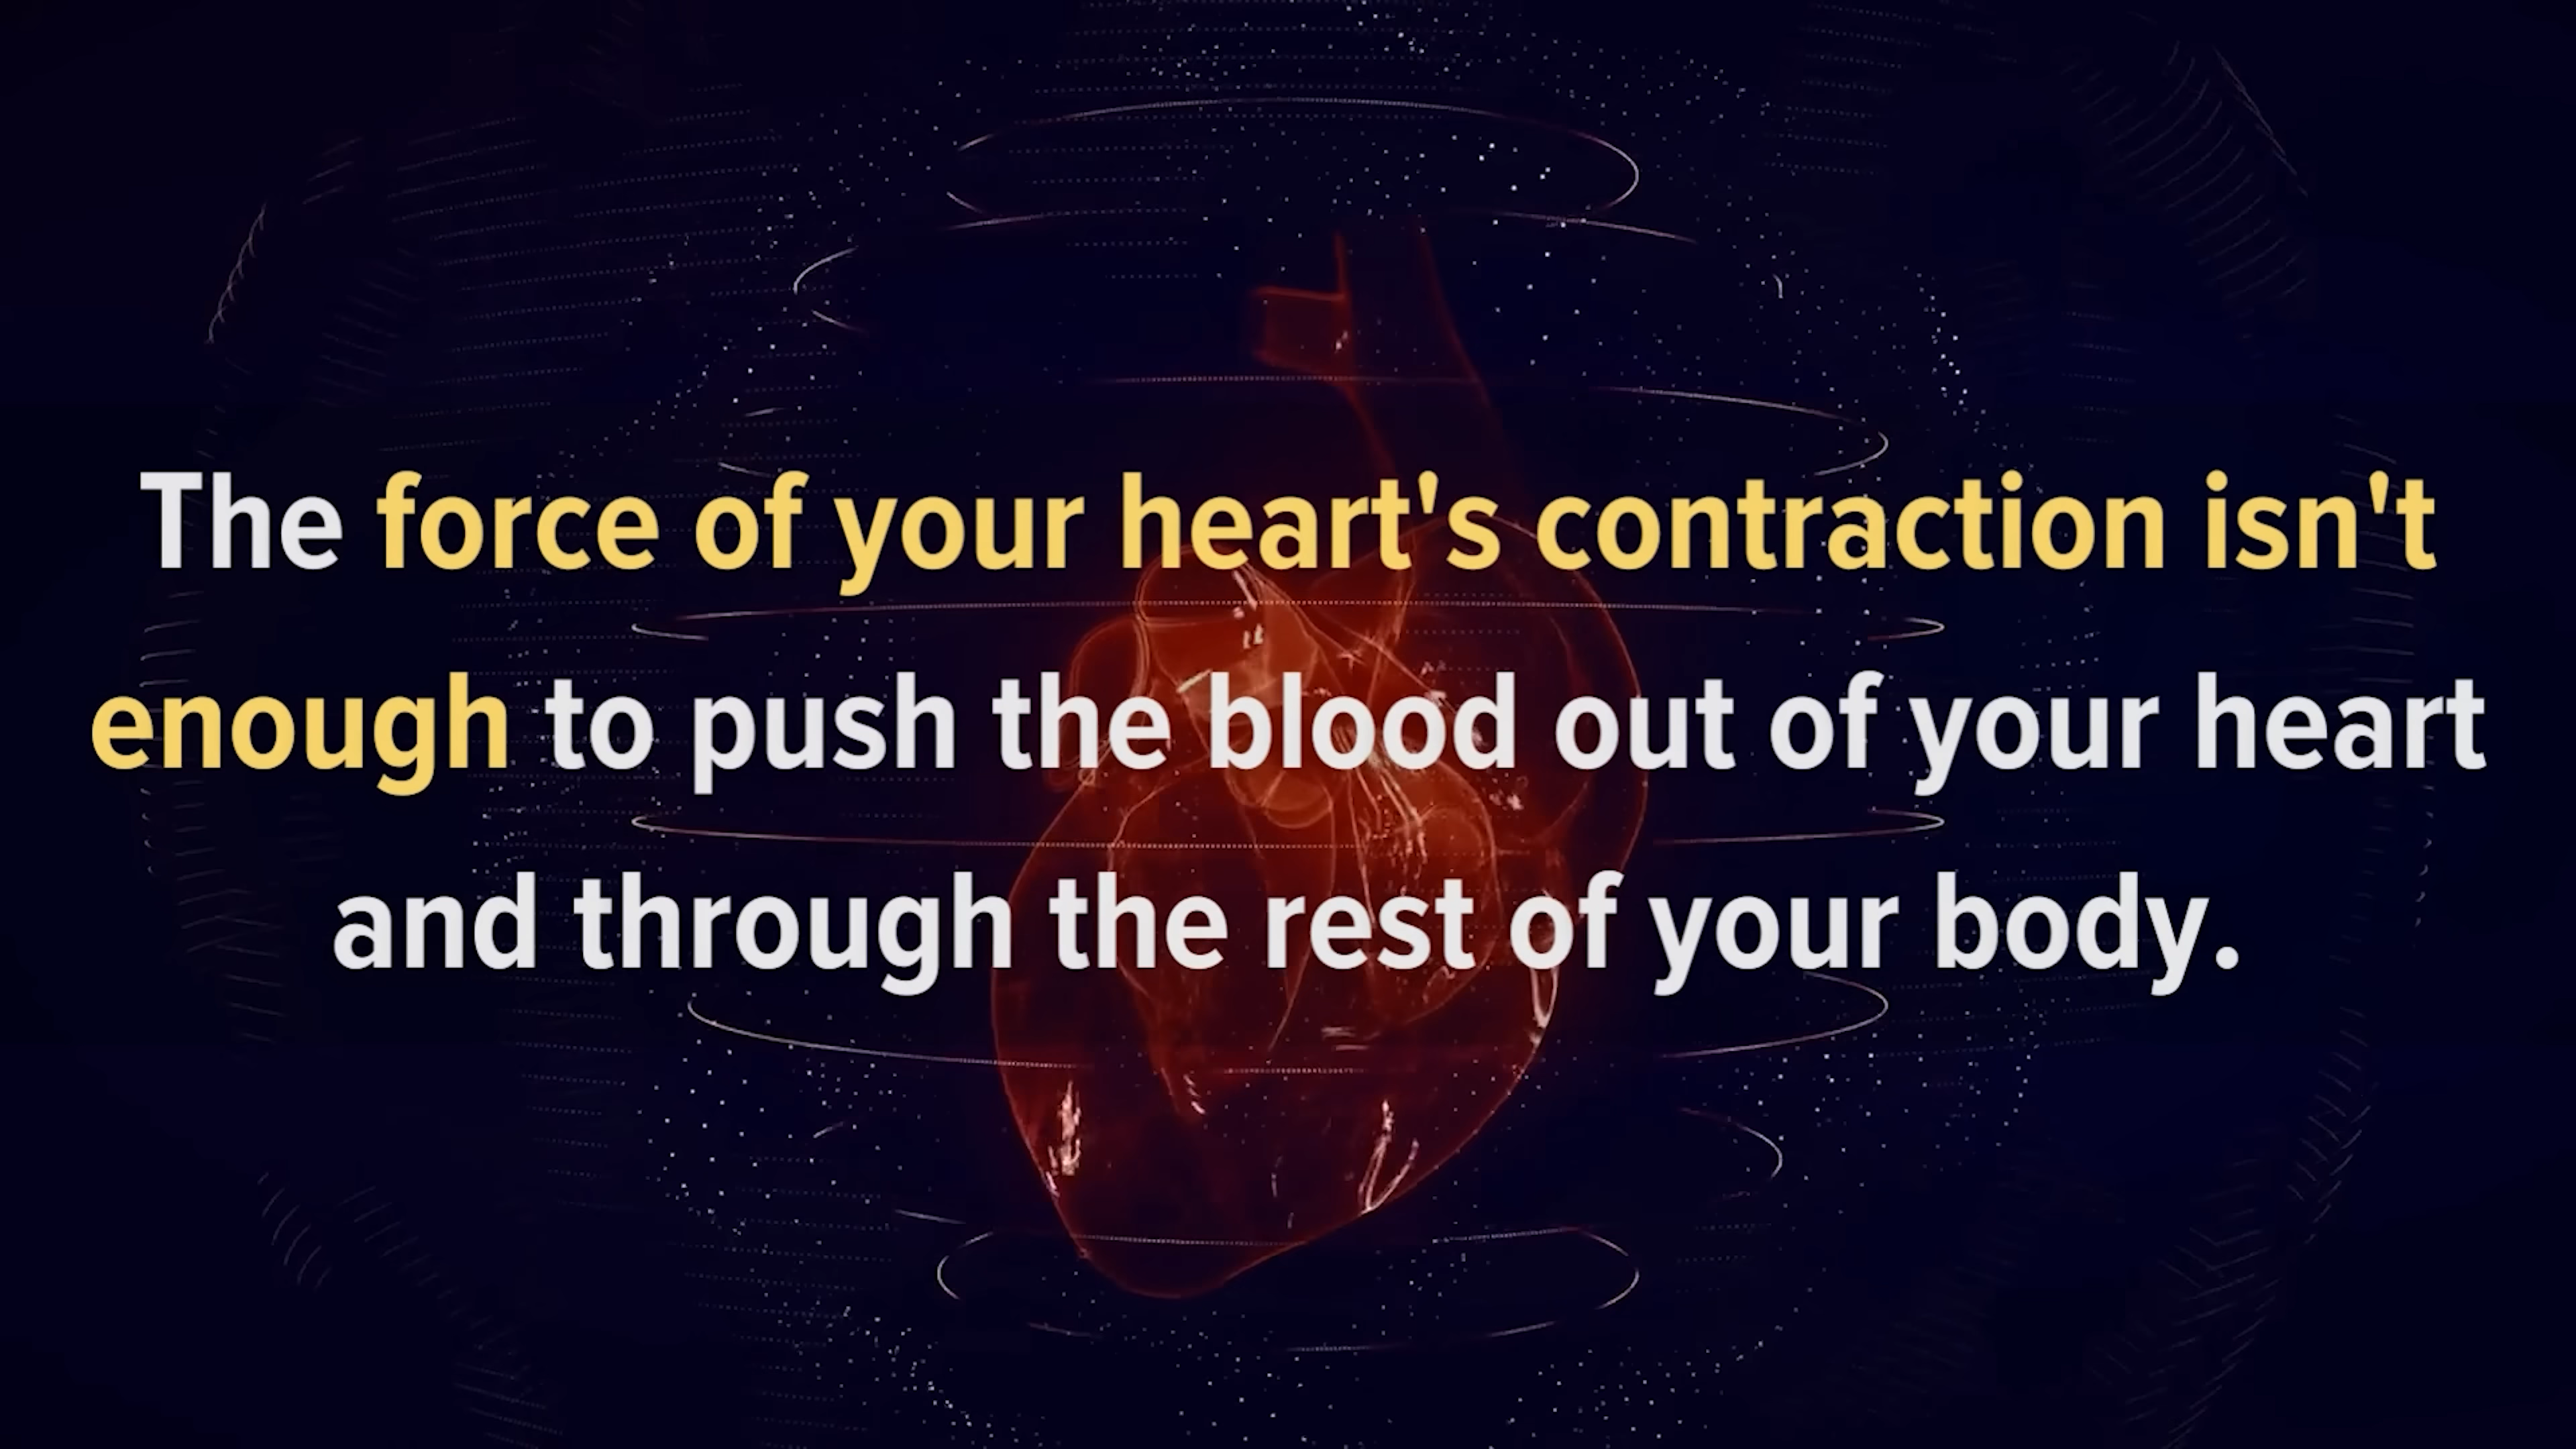 The force of your heart's contraction isn't
enough to push the blood out of your heart
and through the rest of your body.